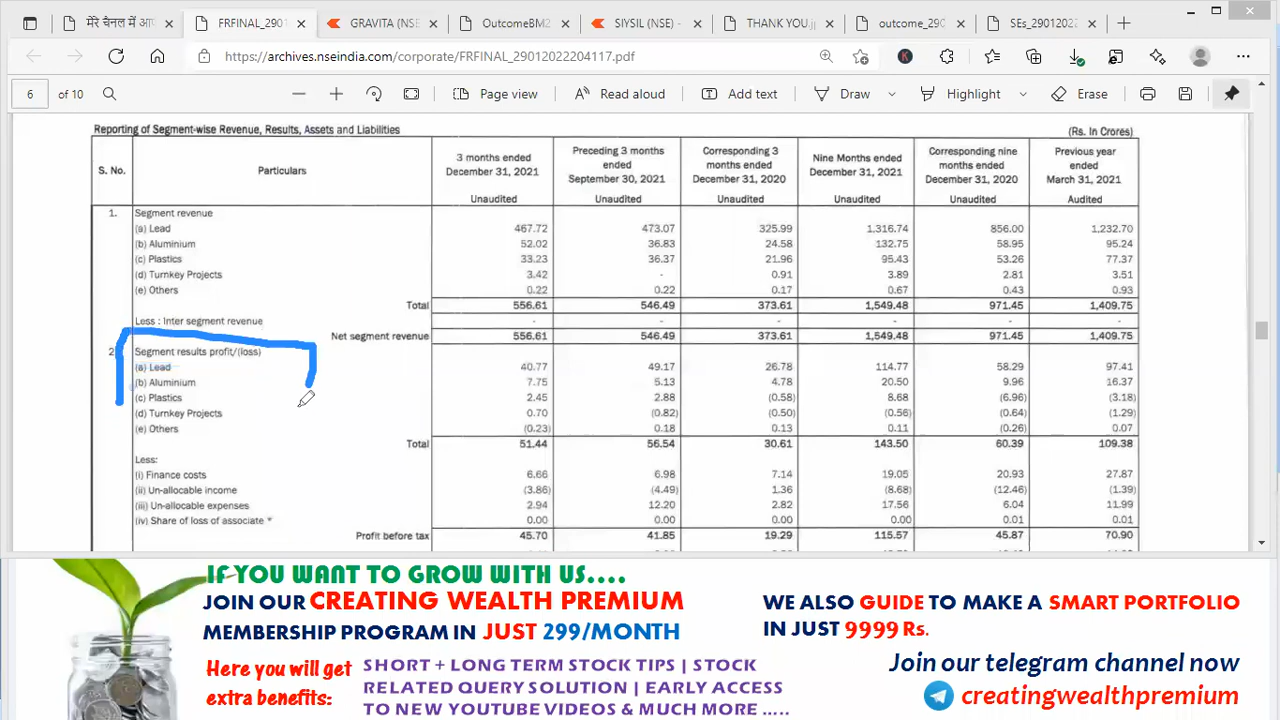 मेरे चैनल में आप
FRFINAL_2901
GRAVITA (NSE
OutcomeBM2
SIYSIL (NSE) -
THANK YOU.jp
outcome_290
SEs_2901202
https://archives.nseindia.com/corporate/FRFINAL_29012022204117.pdf
6 of 10 Page view Read aloud Add text Draw Highlight Erase
Reporting of Segment-wise Revenue, Results, Assets and Liabilities (Rs. In Crores)
S. No. Particulars 3 months ended December 31, 2021 Preceding 3 months ended September 30, 2021 Corresponding 3 months ended December 31, 2020 Nine Months ended December 31, 2021 Corresponding nine months ended December 31, 2020 Previous year ended March 31, 2021
Unaudited Unaudited Unaudited Unaudited Unaudited Audited
1. Segment revenue
(a) Lead 467.72 473.07 325.99 1,316.74 856.00 1,232.70
(b) Aluminium 52.02 36.83 24.58 132.75 58.95 95.24
(c) Plastics 33.23 36.37 21.96 95.43 53.26 77.37
(d) Turnkey Projects 3.42 - 0.91 3.89 2.81 3.51
(e) Others 0.22 0.22 0.17 0.67 0.43 0.93
Total 556.61 546.49 373.61 1,549.48 971.45 1,409.75
Less : Inter segment revenue - - - - - -
Net segment revenue 556.61 546.49 373.61 1,549.48 971.45 1,409.75
2 Segment results profit/(loss)
(a) Lead 40.77 49.17 26.78 114.77 58.29 97.41
(b) Aluminium 7.75 5.13 4.78 20.50 9.96 16.37
(c) Plastics 2.45 2.88 (0.58) 8.68 (6.96) (3.18)
(d) Turnkey Projects 0.70 (0.82) (0.50) (0.56) (0.64) (1.29)
(e) Others (0.23) 0.18 0.13 0.11 (0.26) 0.07
Total 51.44 56.54 30.61 143.50 60.39 109.38
Less:
(i) Finance costs 6.66 6.98 7.14 19.05 20.93 27.87
(ii) Un-allocable income (3.86) (4.49) 1.36 (8.68) (12.46) (1.39)
(iii) Un-allocable expenses 2.94 12.20 2.82 17.56 6.04 11.99
(iv) Share of loss of associate * 0.00 0.00 0.00 0.00 0.01 0.01
Profit before tax 45.70 41.85 19.29 115.57 45.87 70.90
IF YOU WANT TO GROW WITH US....
JOIN OUR CREATING WEALTH PREMIUM
MEMBERSHIP PROGRAM IN JUST 299/MONTH
Here you will get extra benefits:
SHORT + LONG TERM STOCK TIPS | STOCK
RELATED QUERY SOLUTION | EARLY ACCESS
TO NEW YOUTUBE VIDEOS & MUCH MORE .....
WE ALSO GUIDE TO MAKE A SMART PORTFOLIO
IN JUST 9999 Rs.
Join our telegram channel now
creatingwealthpremium